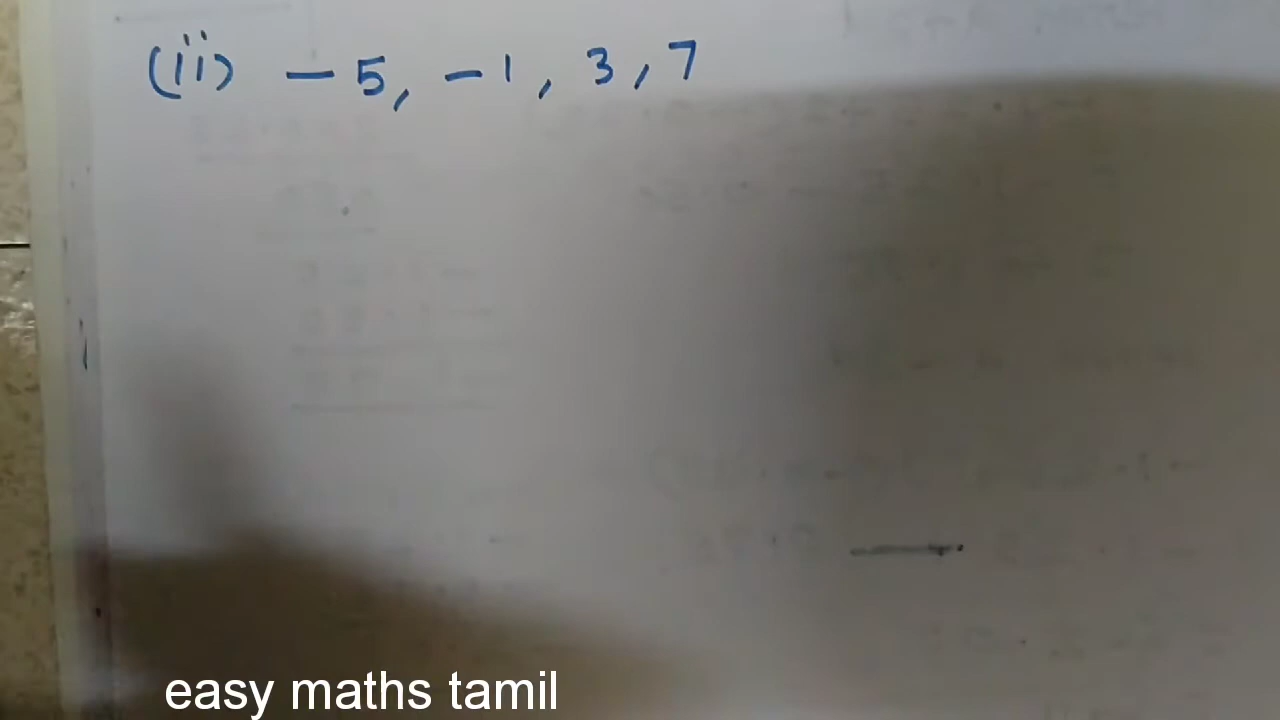 (ii) – 5, – 1, 3, 7
easy maths tamil